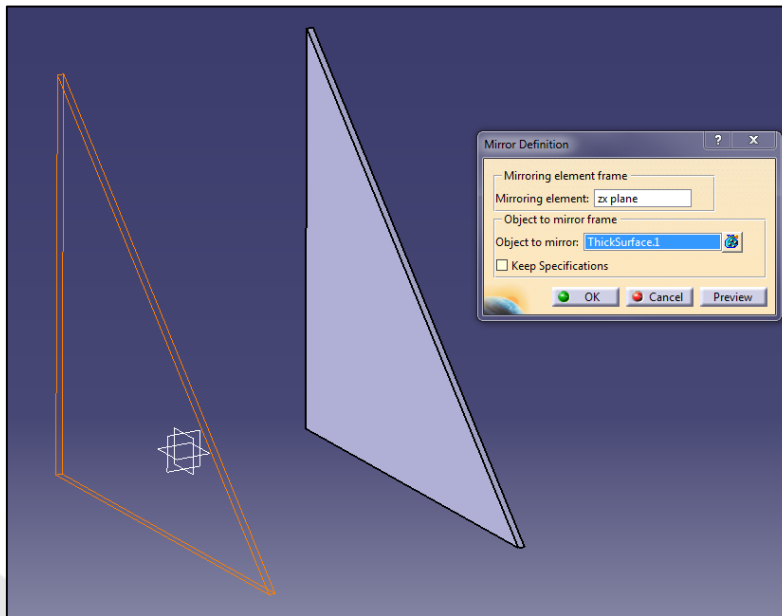 Mirror Definition
? X
Mirroring element frame
Mirroring element: zx plane
Object to mirror frame
Object to mirror: ThickSurface.1
Keep Specifications
OK Cancel Preview